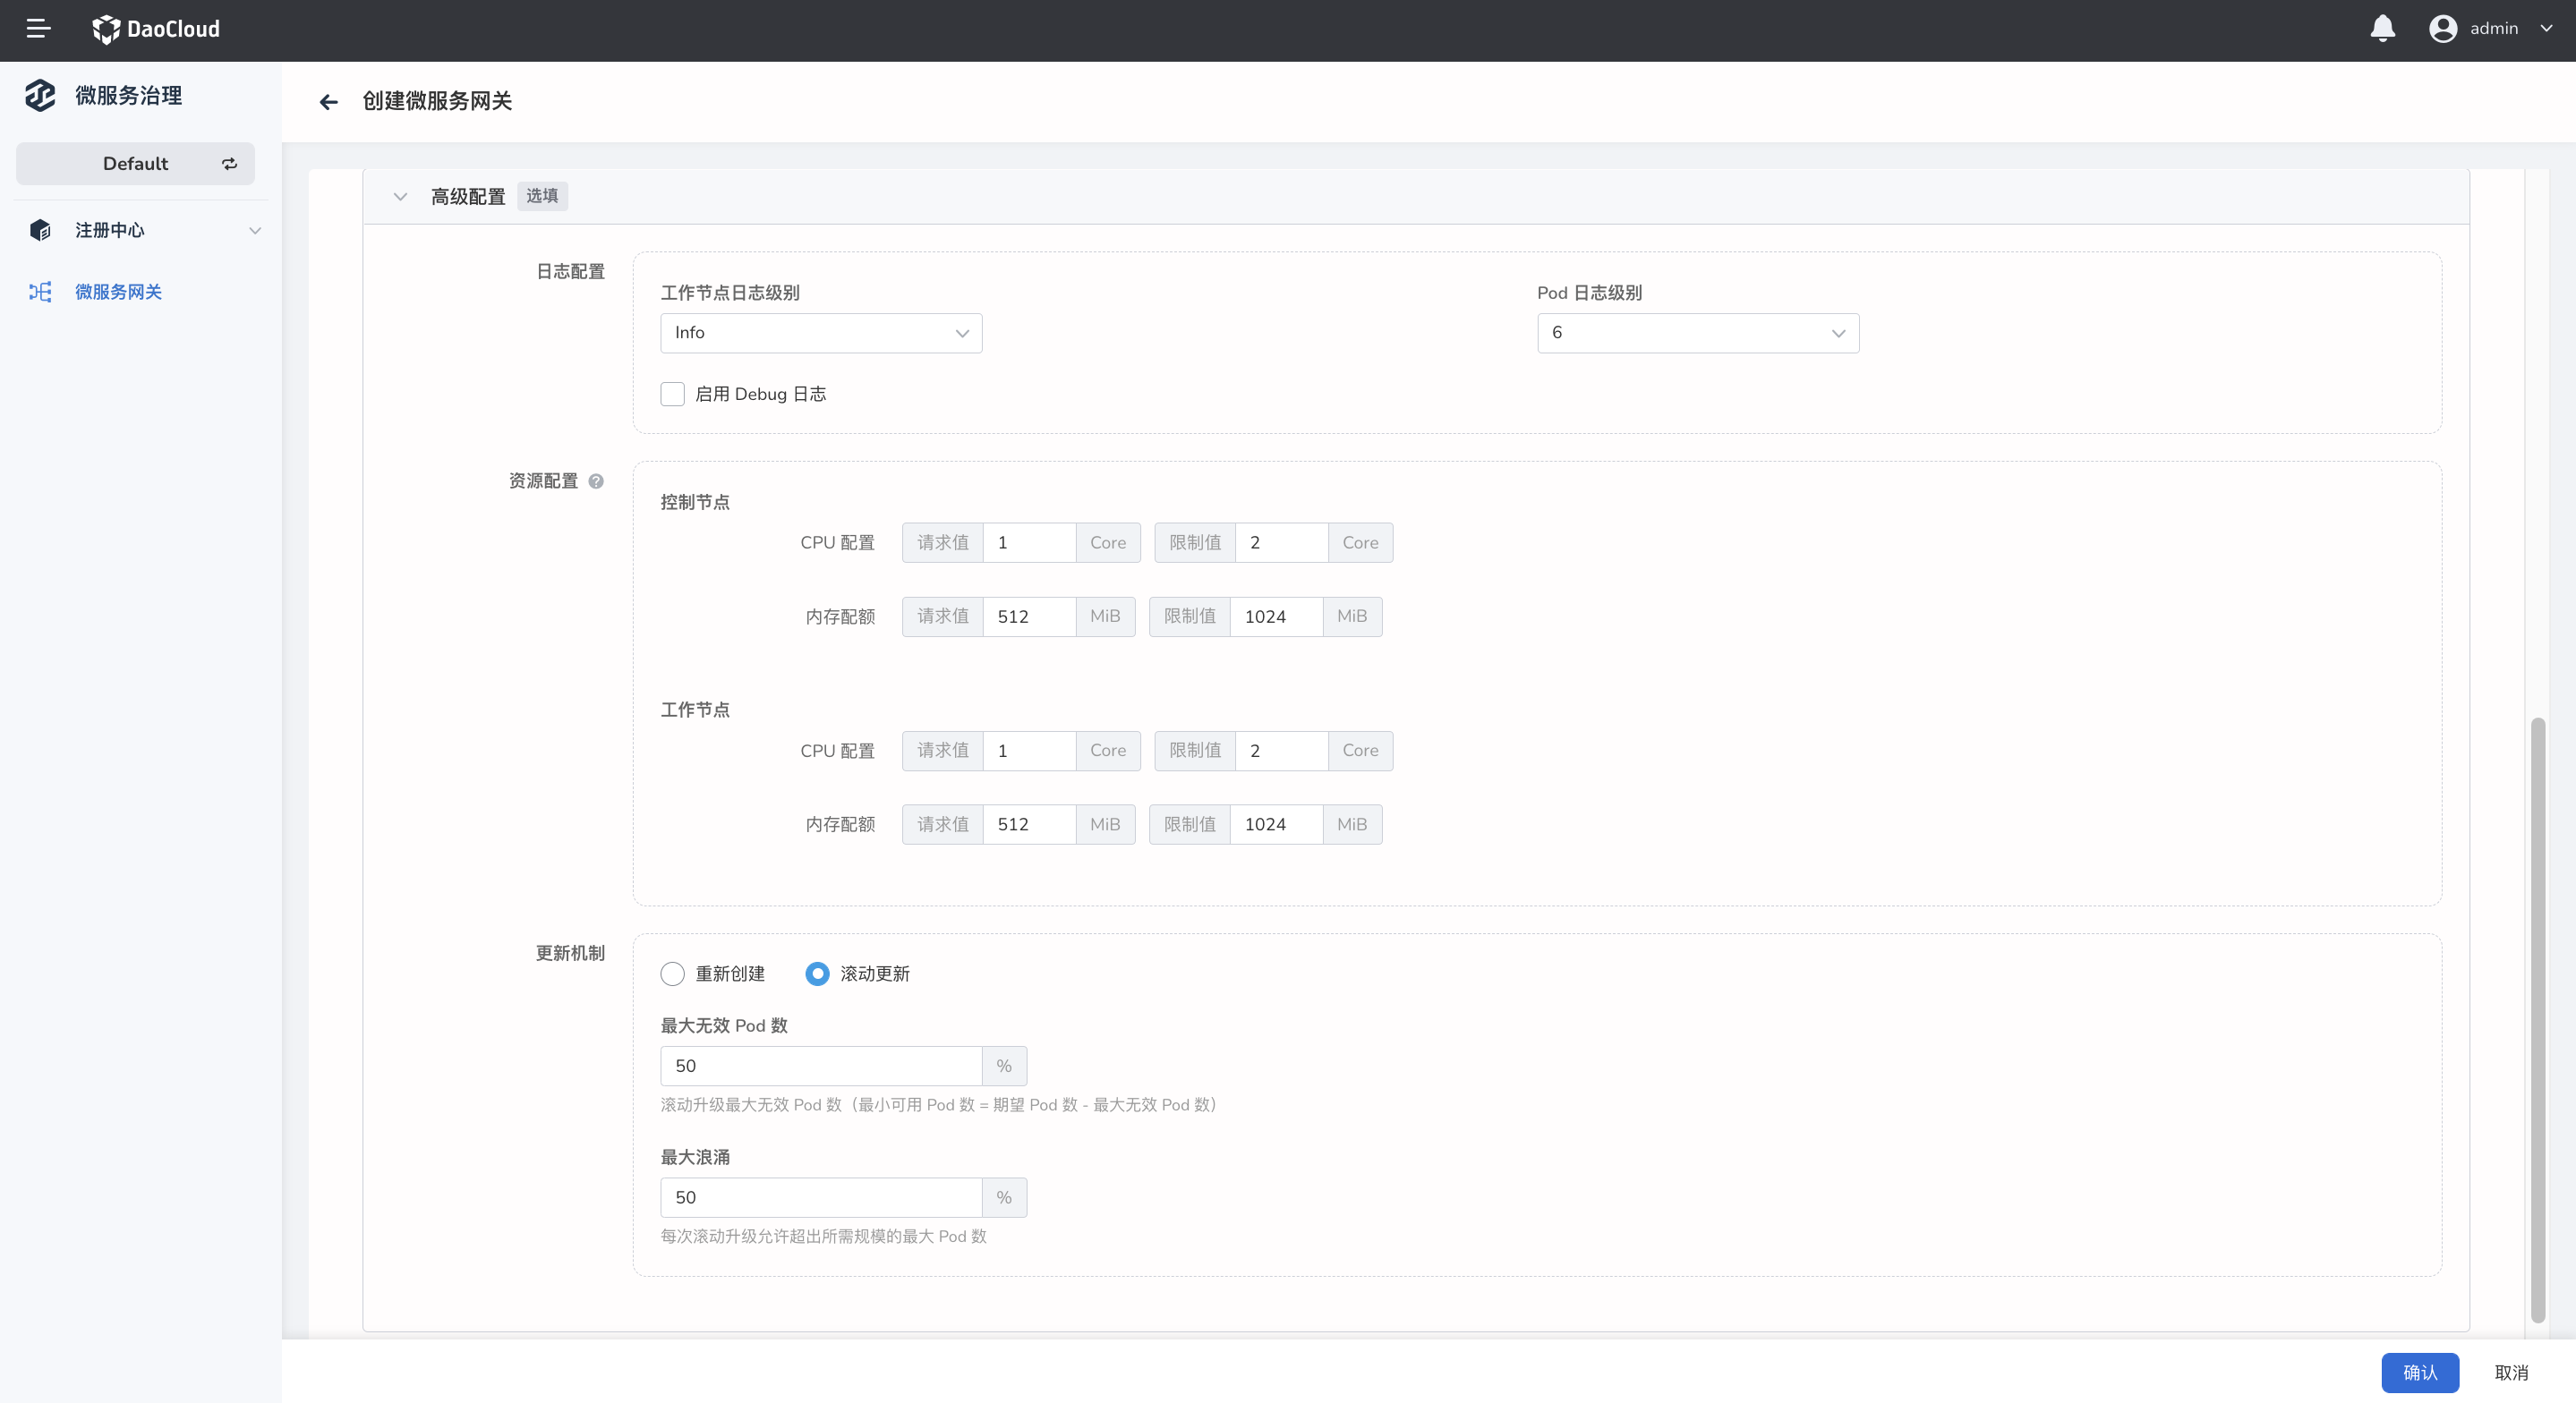 DaoCloud
admin
微服务治理
Default
注册中心
微服务网关
创建微服务网关
高级配置 选填
日志配置
工作节点日志级别 Pod 日志级别
Info 6
启用 Debug 日志
资源配置
控制节点
CPU 配置 请求值 1 Core 限制值 2 Core
内存配额 请求值 512 MiB 限制值 1024 MiB
工作节点
CPU 配置 请求值 1 Core 限制值 2 Core
内存配额 请求值 512 MiB 限制值 1024 MiB
更新机制
重新创建 滚动更新
最大无效 Pod 数
50 %
滚动升级最大无效 Pod 数（最小可用 Pod 数 = 期望 Pod 数 - 最大无效 Pod 数）
最大浪涌
50 %
每次滚动升级允许超出所需规模的最大 Pod 数
确认 取消